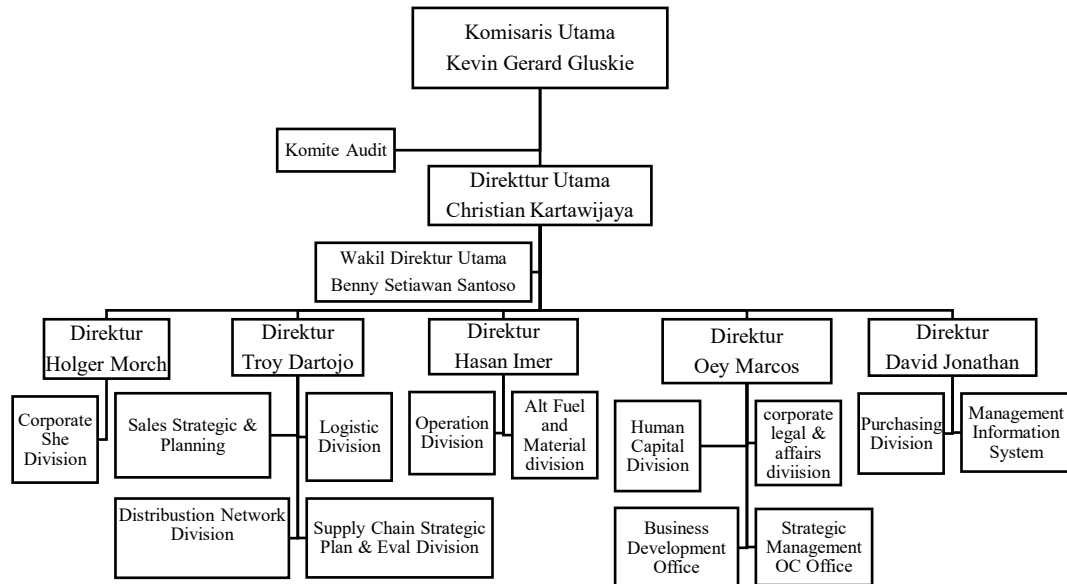 Komisaris Utama
Kevin Gerard Gluskie
Komite Audit
Direkttur Utama
Christian Kartawijaya
Wakil Direktur Utama
Benny Setiawan Santoso
Direktur
Holger Morch
Direktur
Troy Dartojo
Direktur
Hasan Imer
Direktur
Oey Marcos
Direktur
David Jonathan
Corporate
She
Division
Sales Strategic &
Planning
Logistic
Division
Operation
Division
Alt Fuel
and
Material
division
Human
Capital
Division
corporate
legal &
affairs
diviision
Purchasing
Division
Management
Information
System
Distribustion Network
Division
Supply Chain Strategic
Plan & Eval Division
Business
Development
Office
Strategic
Management
OC Office